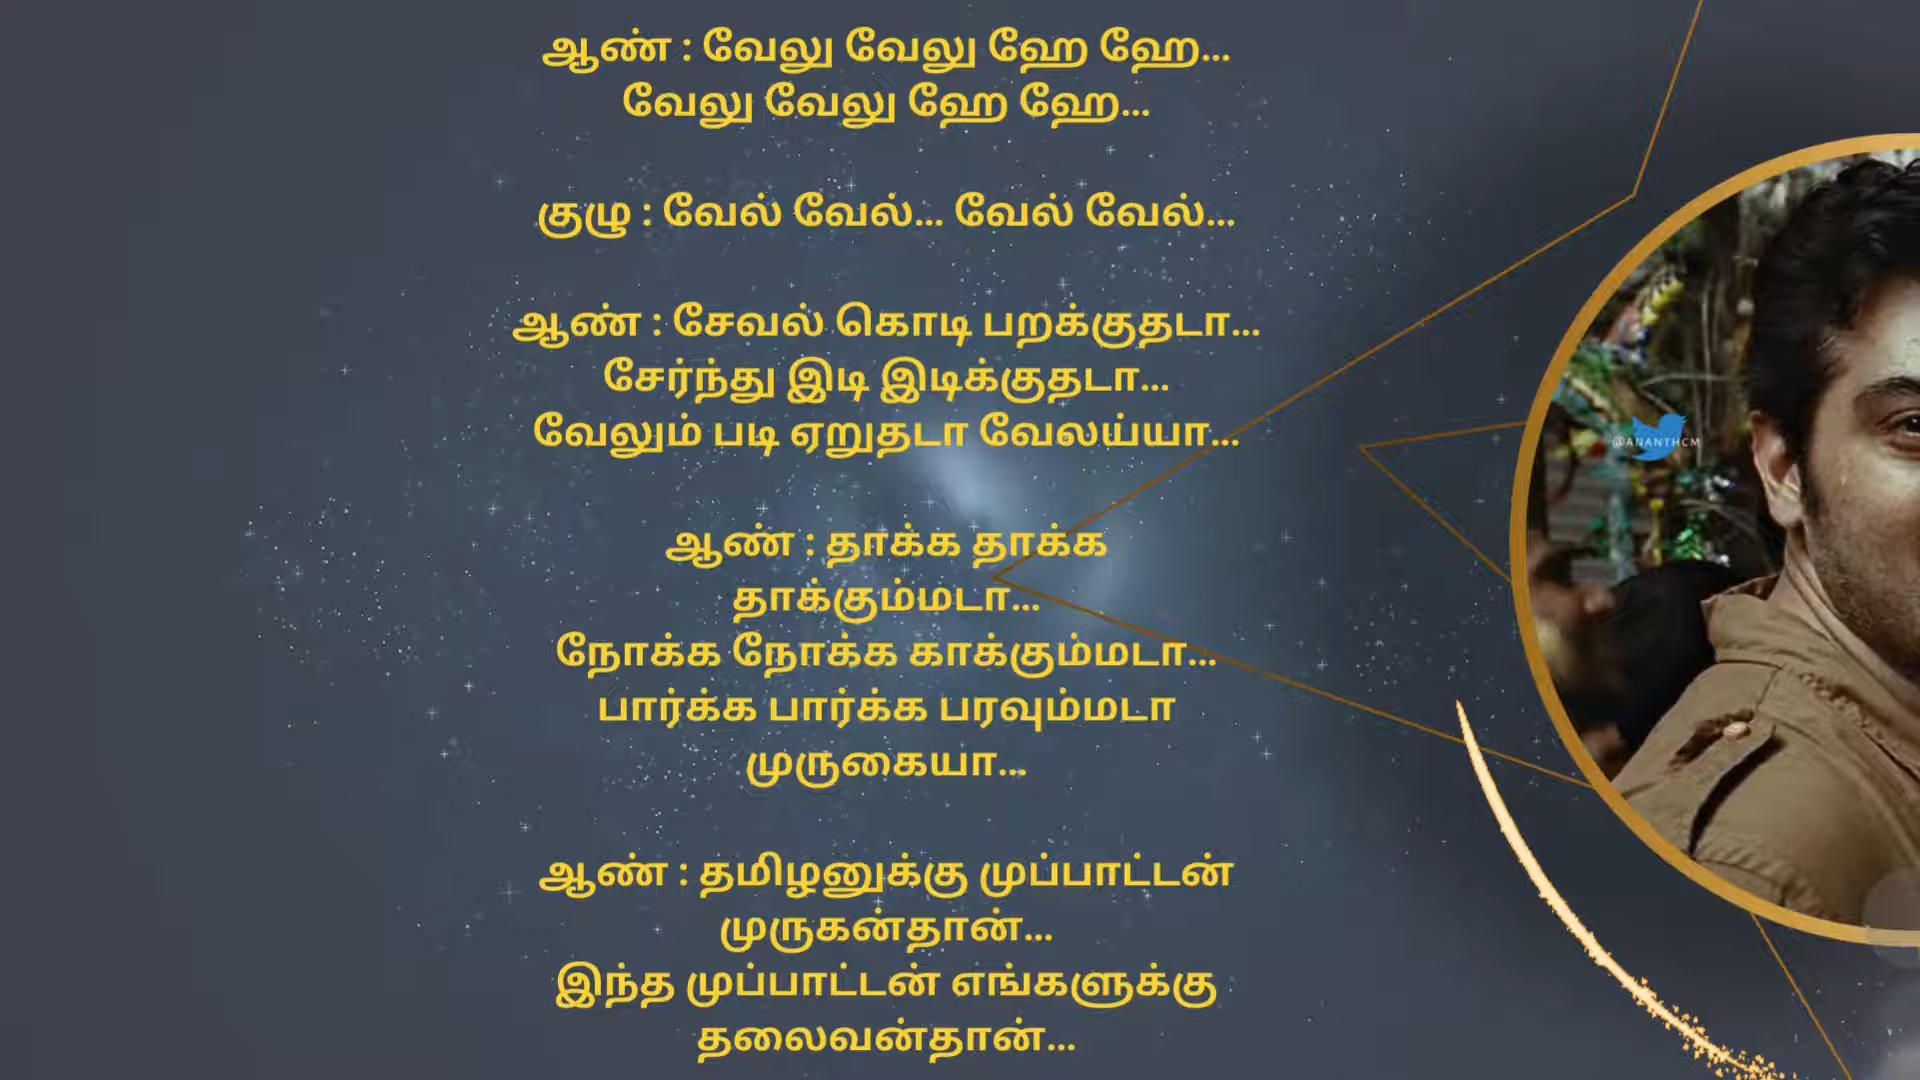 ஆண் : வேலு வேலு ஹே ஹே...
வேலு வேலு ஹே ஹே...
குழு : வேல் வேல்... வேல் வேல்...
ஆண் : சேவல் கொடி பறக்குதடா...
சேர்ந்து இடி இடிக்குதடா...
வேலும் படி ஏறுதடா வேலய்யா...
ஆண் : தாக்க தாக்க
தாக்கும்மடா...
நோக்க நோக்க காக்கும்மடா...
பார்க்க பார்க்க பரவும்மடா
முருகையா...
ஆண் : தமிழனுக்கு முப்பாட்டன்
முருகன்தான்...
இந்த முப்பாட்டன் எங்களுக்கு
தலைவன்தான்...
@ANANTHCM